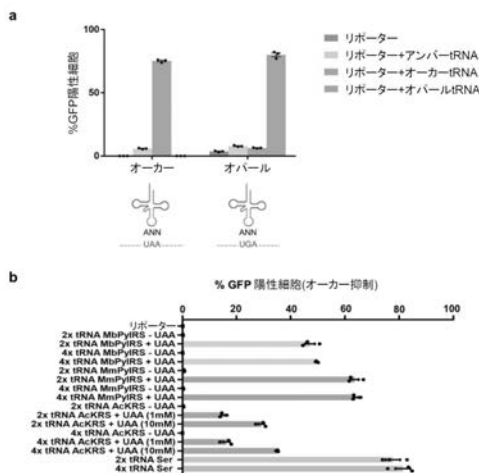 a
リポーター
リポーター+アンバーtRNA
リポーター+オーカーtRNA
リポーター+オパールtRNA
%GFP陽性細胞
100
50
0
オーカー
オパール
ANN
ANN
UAA
UGA
b
% GFP 陽性細胞(オーカー抑制)
0
20
40
60
80
100
リポーター
2x tRNA MbPylRS - UAA
2x tRNA MbPylRS + UAA
4x tRNA MbPylRS - UAA
4x tRNA MbPylRS + UAA
2x tRNA MmPylRS - UAA
2x tRNA MmPylRS + UAA
4x tRNA MmPylRS - UAA
4x tRNA MmPylRS + UAA
2x tRNA AcKRS - UAA
2x tRNA AcKRS + UAA (1mM)
2x tRNA AcKRS + UAA (10mM)
4x tRNA AcKRS - UAA
4x tRNA AcKRS + UAA (1mM)
4x tRNA AcKRS + UAA (10mM)
2x tRNA Ser
4x tRNA Ser